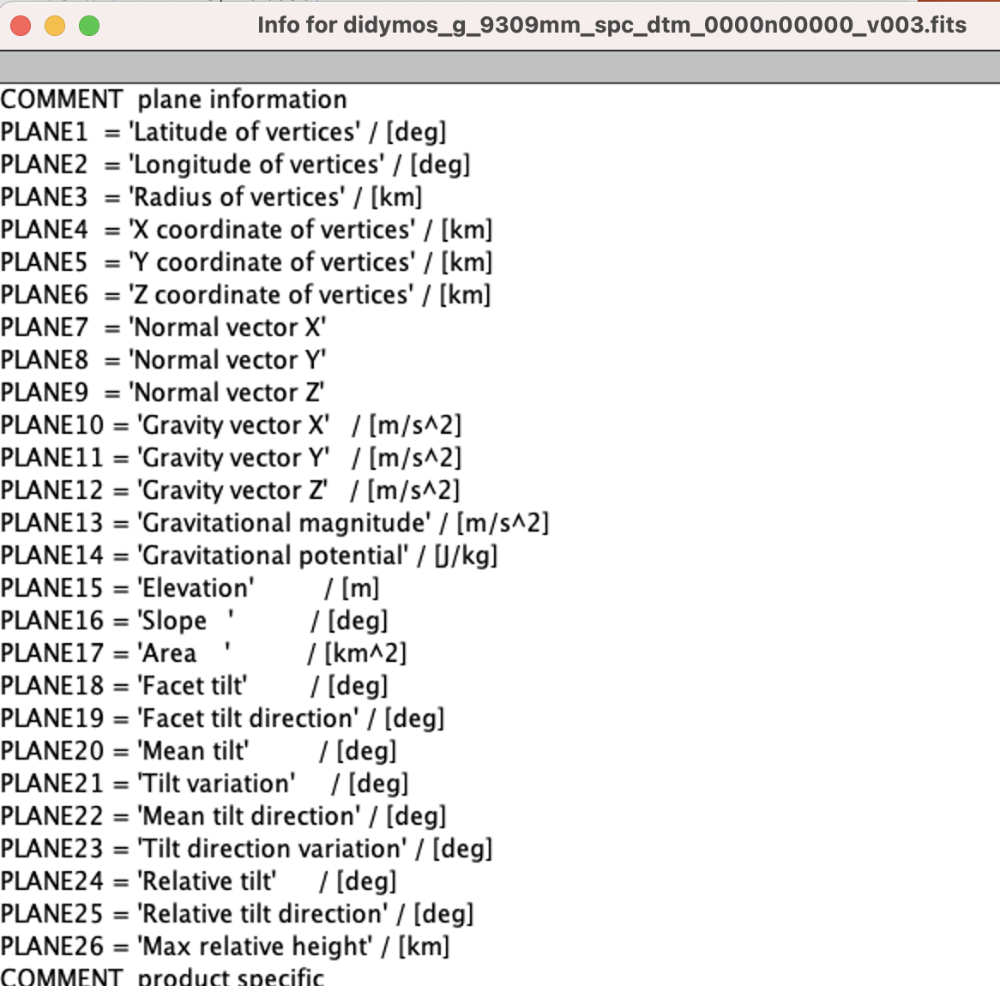 Info for didymos_g_9309mm_spc_dtm_0000n00000_v003.fits
COMMENT  plane information
PLANE1  = 'Latitude of vertices' / [deg]
PLANE2  = 'Longitude of vertices' / [deg]
PLANE3  = 'Radius of vertices' / [km]
PLANE4  = 'X coordinate of vertices' / [km]
PLANE5  = 'Y coordinate of vertices' / [km]
PLANE6  = 'Z coordinate of vertices' / [km]
PLANE7  = 'Normal vector X'
PLANE8  = 'Normal vector Y'
PLANE9  = 'Normal vector Z'
PLANE10 = 'Gravity vector X'   / [m/s^2]
PLANE11 = 'Gravity vector Y'   / [m/s^2]
PLANE12 = 'Gravity vector Z'   / [m/s^2]
PLANE13 = 'Gravitational magnitude' / [m/s^2]
PLANE14 = 'Gravitational potential' / [J/kg]
PLANE15 = 'Elevation'          / [m]
PLANE16 = 'Slope   '           / [deg]
PLANE17 = 'Area    '           / [km^2]
PLANE18 = 'Facet tilt'         / [deg]
PLANE19 = 'Facet tilt direction' / [deg]
PLANE20 = 'Mean tilt'          / [deg]
PLANE21 = 'Tilt variation'     / [deg]
PLANE22 = 'Mean tilt direction' / [deg]
PLANE23 = 'Tilt direction variation' / [deg]
PLANE24 = 'Relative tilt'      / [deg]
PLANE25 = 'Relative tilt direction' / [deg]
PLANE26 = 'Max relative height' / [km]
COMMENT  product specific